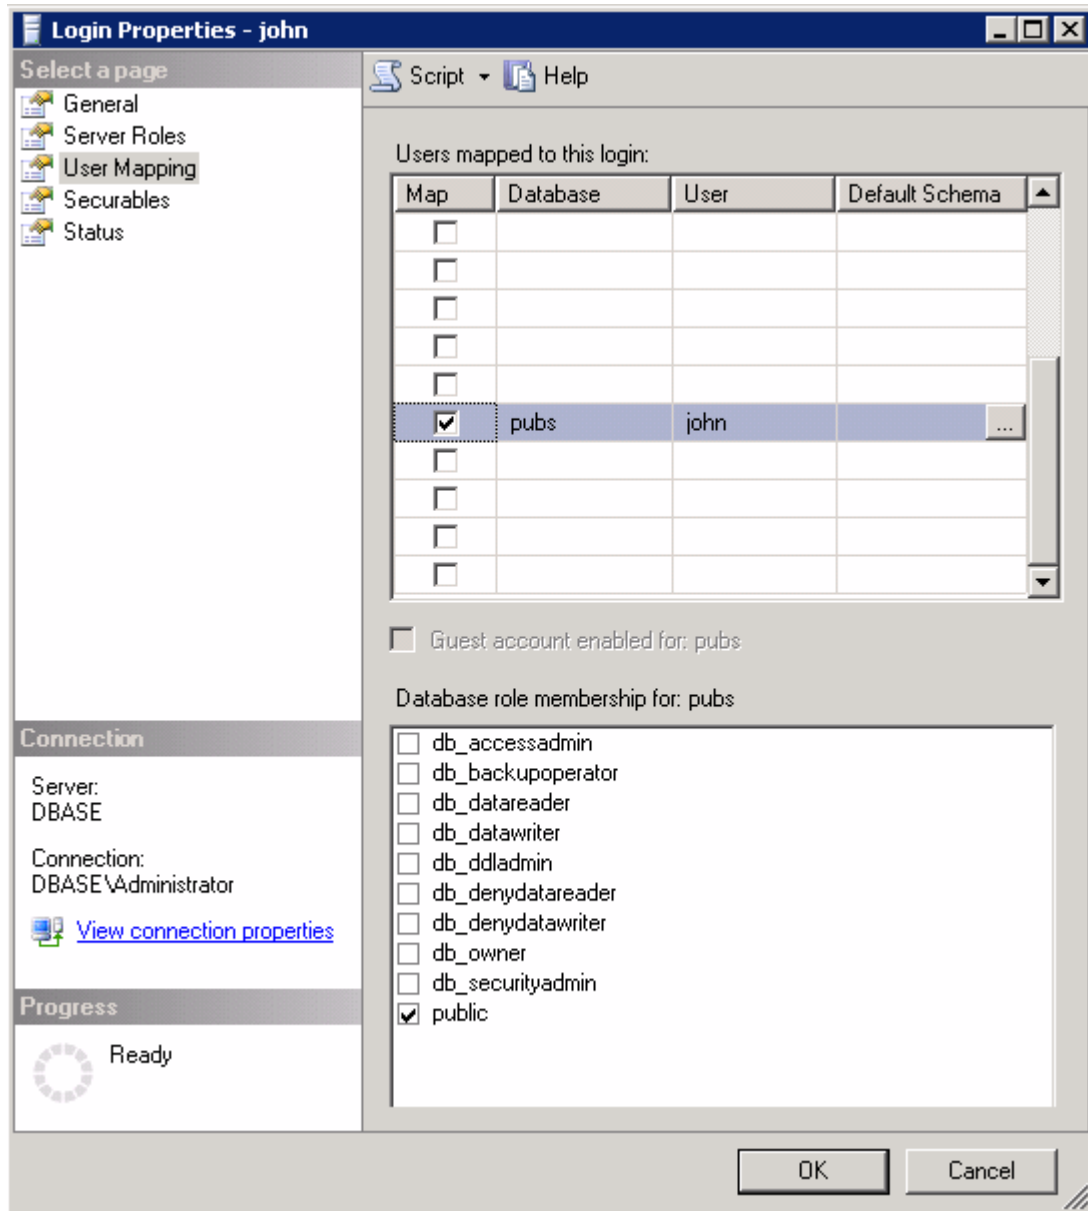 Login Properties - john
Select a page
General
Server Roles
User Mapping
Securables
Status
Script Help
Users mapped to this login:
Map Database User Default Schema
pubs john ...
Guest account enabled for: pubs
Database role membership for: pubs
db_accessadmin
db_backupoperator
db_datareader
db_datawriter
db_ddladmin
db_denydatareader
db_denydatawriter
db_owner
db_securityadmin
public
Connection
Server:
DBASE
Connection:
DBASE\Administrator
View connection properties
Progress
Ready
OK Cancel